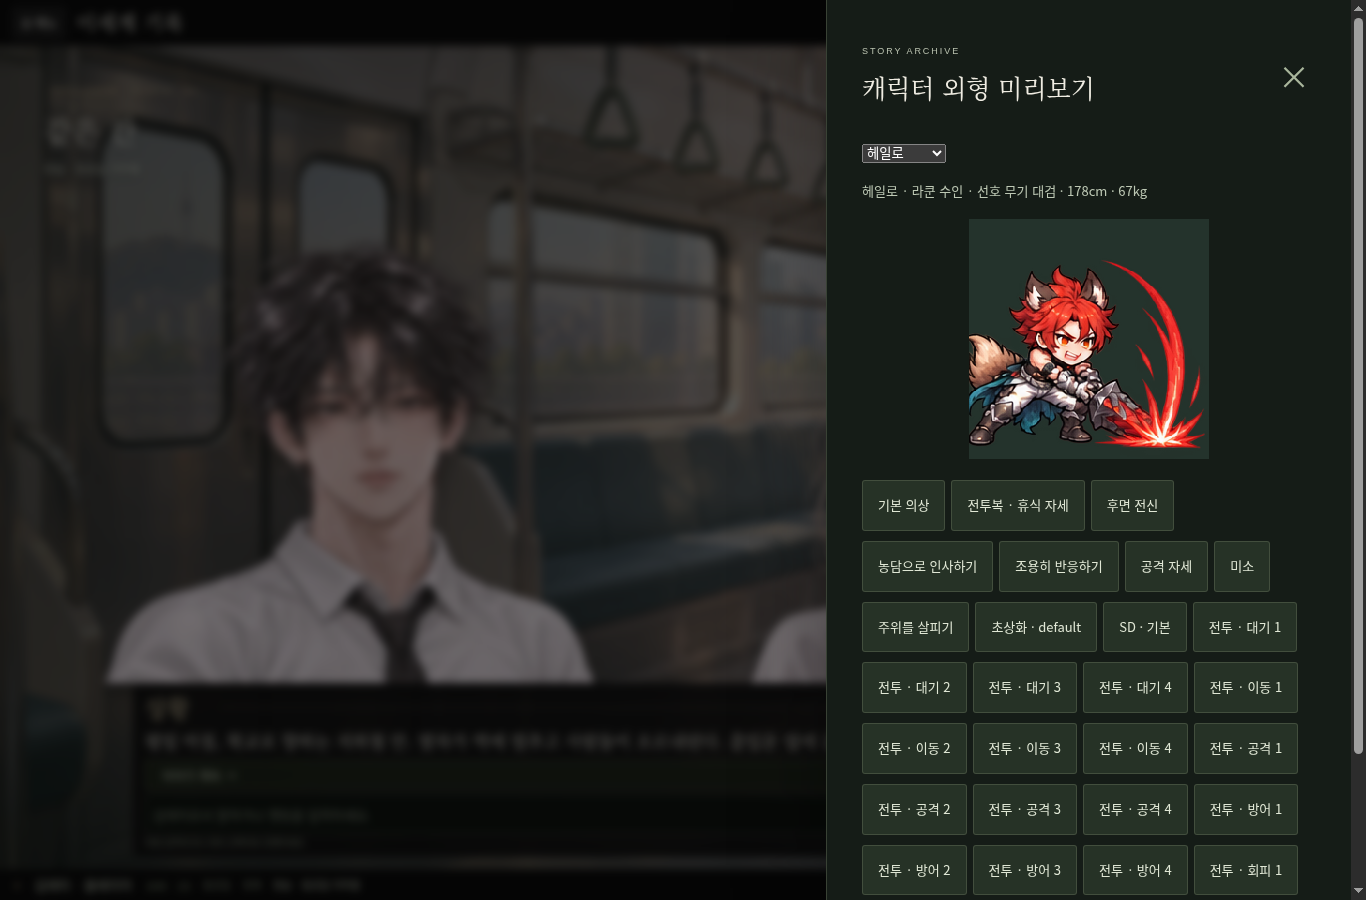 STORY ARCHIVE
캐릭터 외형 미리보기
헤일로
헤일로 · 라쿤 수인 · 선호 무기 대검 · 178cm · 67kg
기본 의상
전투복 · 휴식 자세
후면 전신
농담으로 인사하기
조용히 반응하기
공격 자세
미소
주위를 살피기
초상화 · default
SD · 기본
전투 · 대기 1
전투 · 대기 2
전투 · 대기 3
전투 · 대기 4
전투 · 이동 1
전투 · 이동 2
전투 · 이동 3
전투 · 이동 4
전투 · 공격 1
전투 · 공격 2
전투 · 공격 3
전투 · 공격 4
전투 · 방어 1
전투 · 방어 2
전투 · 방어 3
전투 · 방어 4
전투 · 회피 1